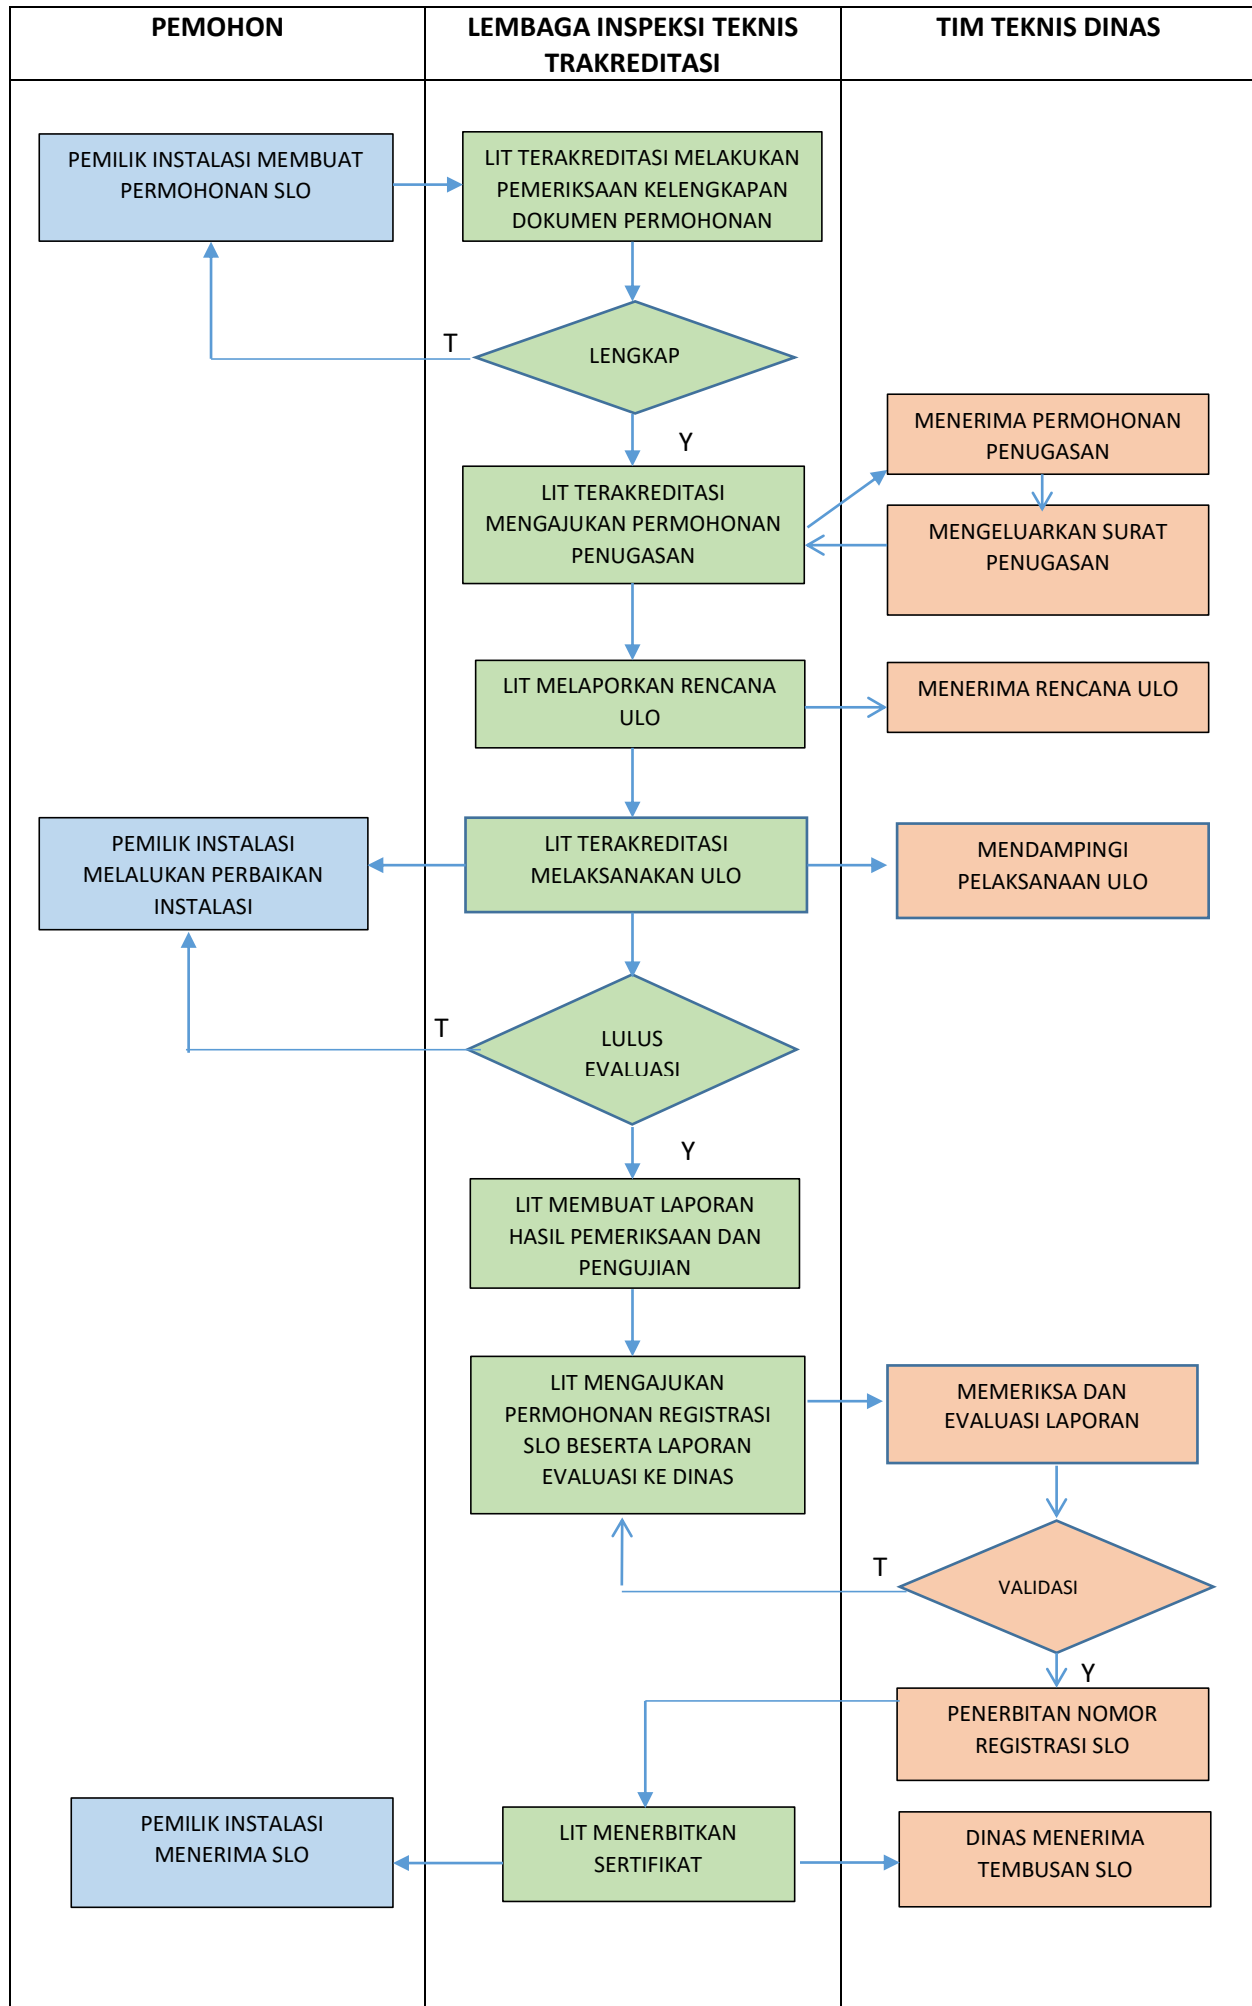 PEMOHON
LEMBAGA INSPEKSI TEKNIS
TRAKREDITASI
TIM TEKNIS DINAS
PEMILIK INSTALASI MEMBUAT
PERMOHONAN SLO
LIT TERAKREDITASI MELAKUKAN
PEMERIKSAAN KELENGKAPAN
DOKUMEN PERMOHONAN
T
LENGKAP
Y
MENERIMA PERMOHONAN
PENUGASAN
LIT TERAKREDITASI
MENGAJUKAN PERMOHONAN
PENUGASAN
MENGELUARKAN SURAT
PENUGASAN
LIT MELAPORKAN RENCANA
ULO
MENERIMA RENCANA ULO
PEMILIK INSTALASI
MELALUKAN PERBAIKAN
INSTALASI
LIT TERAKREDITASI
MELAKSANAKAN ULO
MENDAMPINGI
PELAKSANAAN ULO
T
LULUS
EVALUASI
Y
LIT MEMBUAT LAPORAN
HASIL PEMERIKSAAN DAN
PENGUJIAN
LIT MENGAJUKAN
PERMOHONAN REGISTRASI
SLO BESERTA LAPORAN
EVALUASI KE DINAS
MEMERIKSA DAN
EVALUASI LAPORAN
T
VALIDASI
Y
PENERBITAN NOMOR
REGISTRASI SLO
PEMILIK INSTALASI
MENERIMA SLO
LIT MENERBITKAN
SERTIFIKAT
DINAS MENERIMA
TEMBUSAN SLO